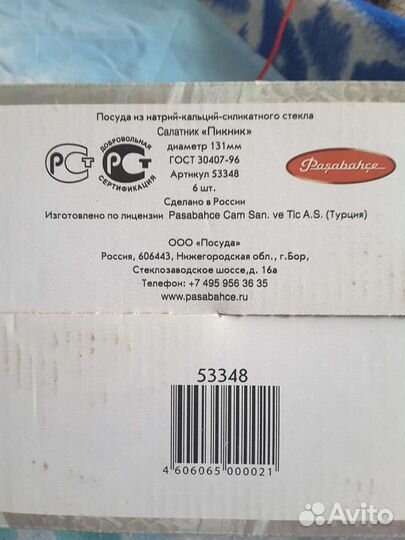 Посуда из натрий-кальций-силикатного стекла
Салатник «Пикник»
диаметр 131мм
ГОСТ 30407-96
Артикул 53348
6 шт.
Сделано в России
Изготовлено по лицензии Pasabahce Cam San. ve Tic A.S. (Турция)
РСТ
ДОБРОВОЛЬНАЯ
РСТ
СЕРТИФИКАЦИЯ
Paşabahçe
ООО «Посуда»
Россия, 606443, Нижегородская обл., г.Бор,
Стеклозаводское шоссе,д. 16а
Телефон: +7 495 956 36 35
www.pasabahce.ru
53348
4 606065 000021
Avito